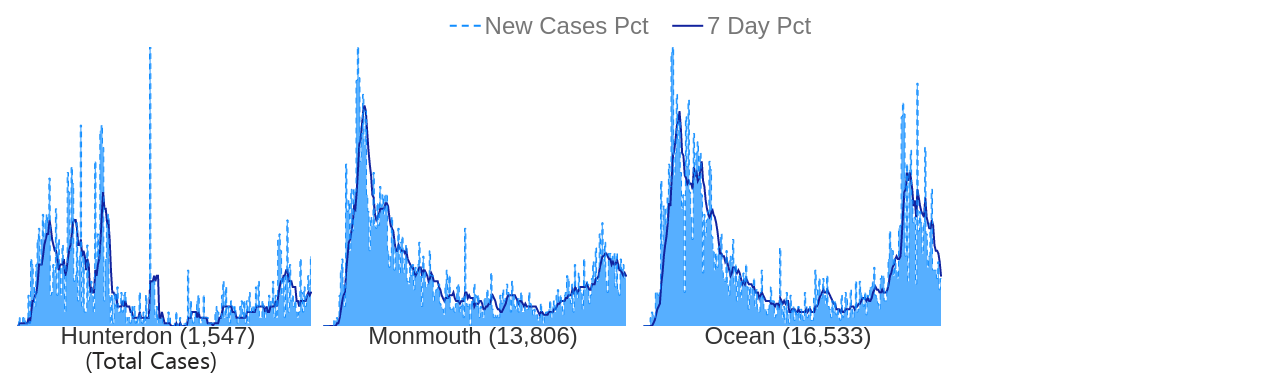 New Cases Pct 7 Day Pct
Hunterdon (1,547) Monmouth (13,806) Ocean (16,533)
(Total Cases)